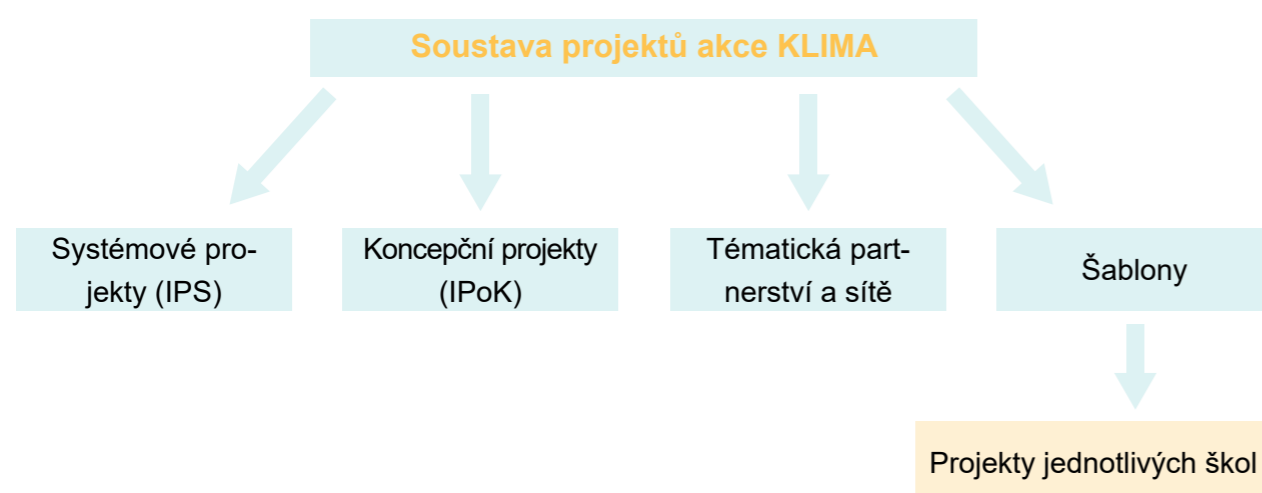 Soustava projektů akce KLIMA
Systémové pro-
jekty (IPS)
Koncepční projekty
(IPoK)
Tématická part-
nerství a sítě
Šablony
Projekty jednotlivých škol